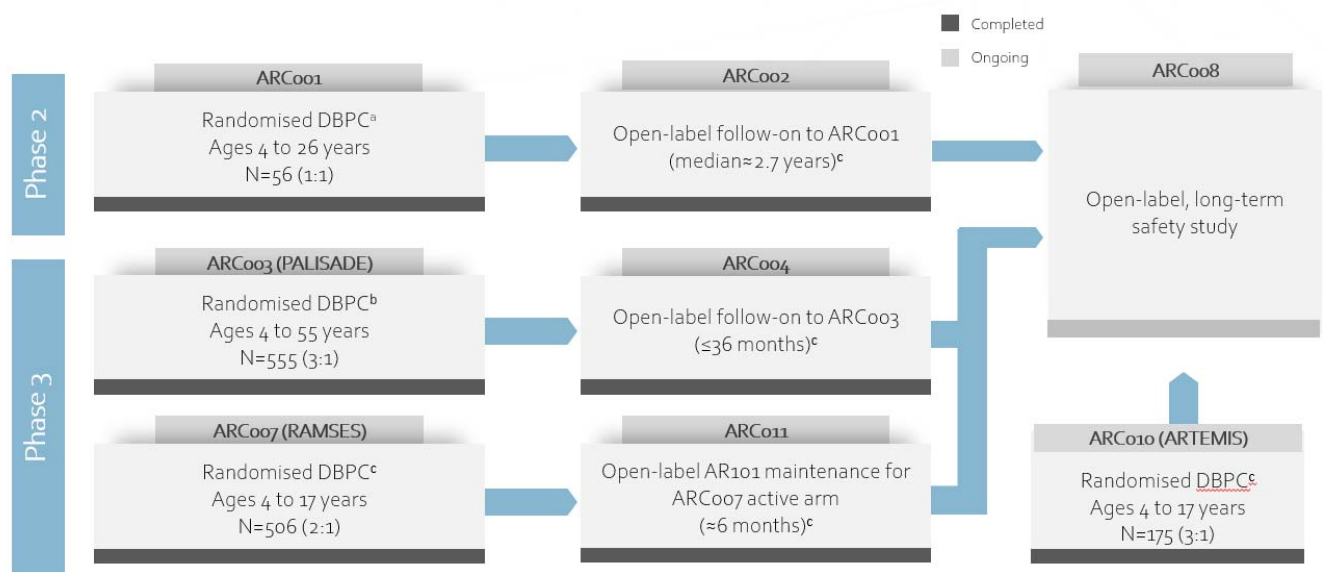 Completed
Ongoing
Phase 2
ARC001
Randomised DBPCᵃ
Ages 4 to 26 years
N=56 (1:1)
ARC002
Open-label follow-on to ARC001
(median≈2.7 years)ᶜ
ARC008
Open-label, long-term
safety study
Phase 3
ARC003 (PALISADE)
Randomised DBPCᵇ
Ages 4 to 55 years
N=555 (3:1)
ARC004
Open-label follow-on to ARC003
(≤36 months)ᶜ
ARC007 (RAMSES)
Randomised DBPCᶜ
Ages 4 to 17 years
N=506 (2:1)
ARC011
Open-label AR101 maintenance for
ARC007 active arm
(≈6 months)ᶜ
ARC010 (ARTEMIS)
Randomised DBPCᶜ
Ages 4 to 17 years
N=175 (3:1)